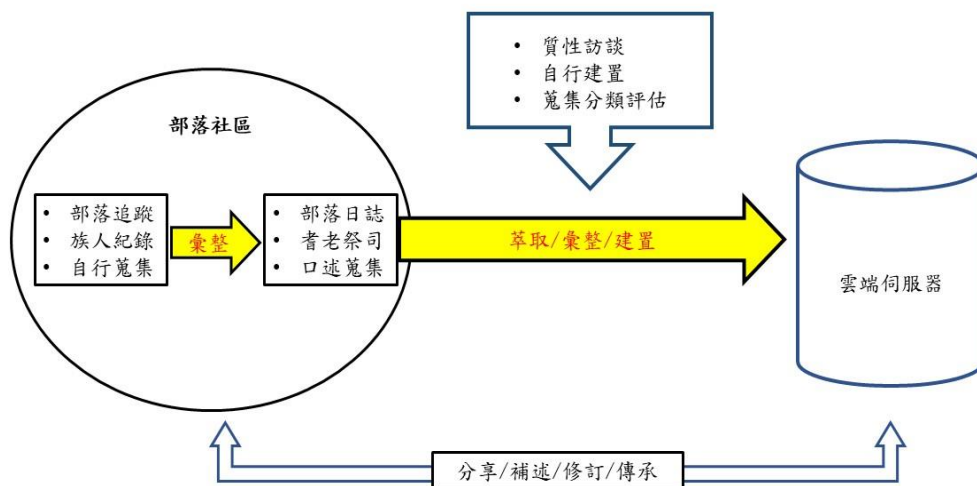 • 質性訪談
• 自行建置
• 蒐集分類評估
部落社區
• 部落追蹤
• 族人紀錄
• 自行蒐集
彙整
• 部落日誌
• 耆老祭司
• 口述蒐集
萃取/彙整/建置
雲端伺服器
分享/補述/修訂/傳承